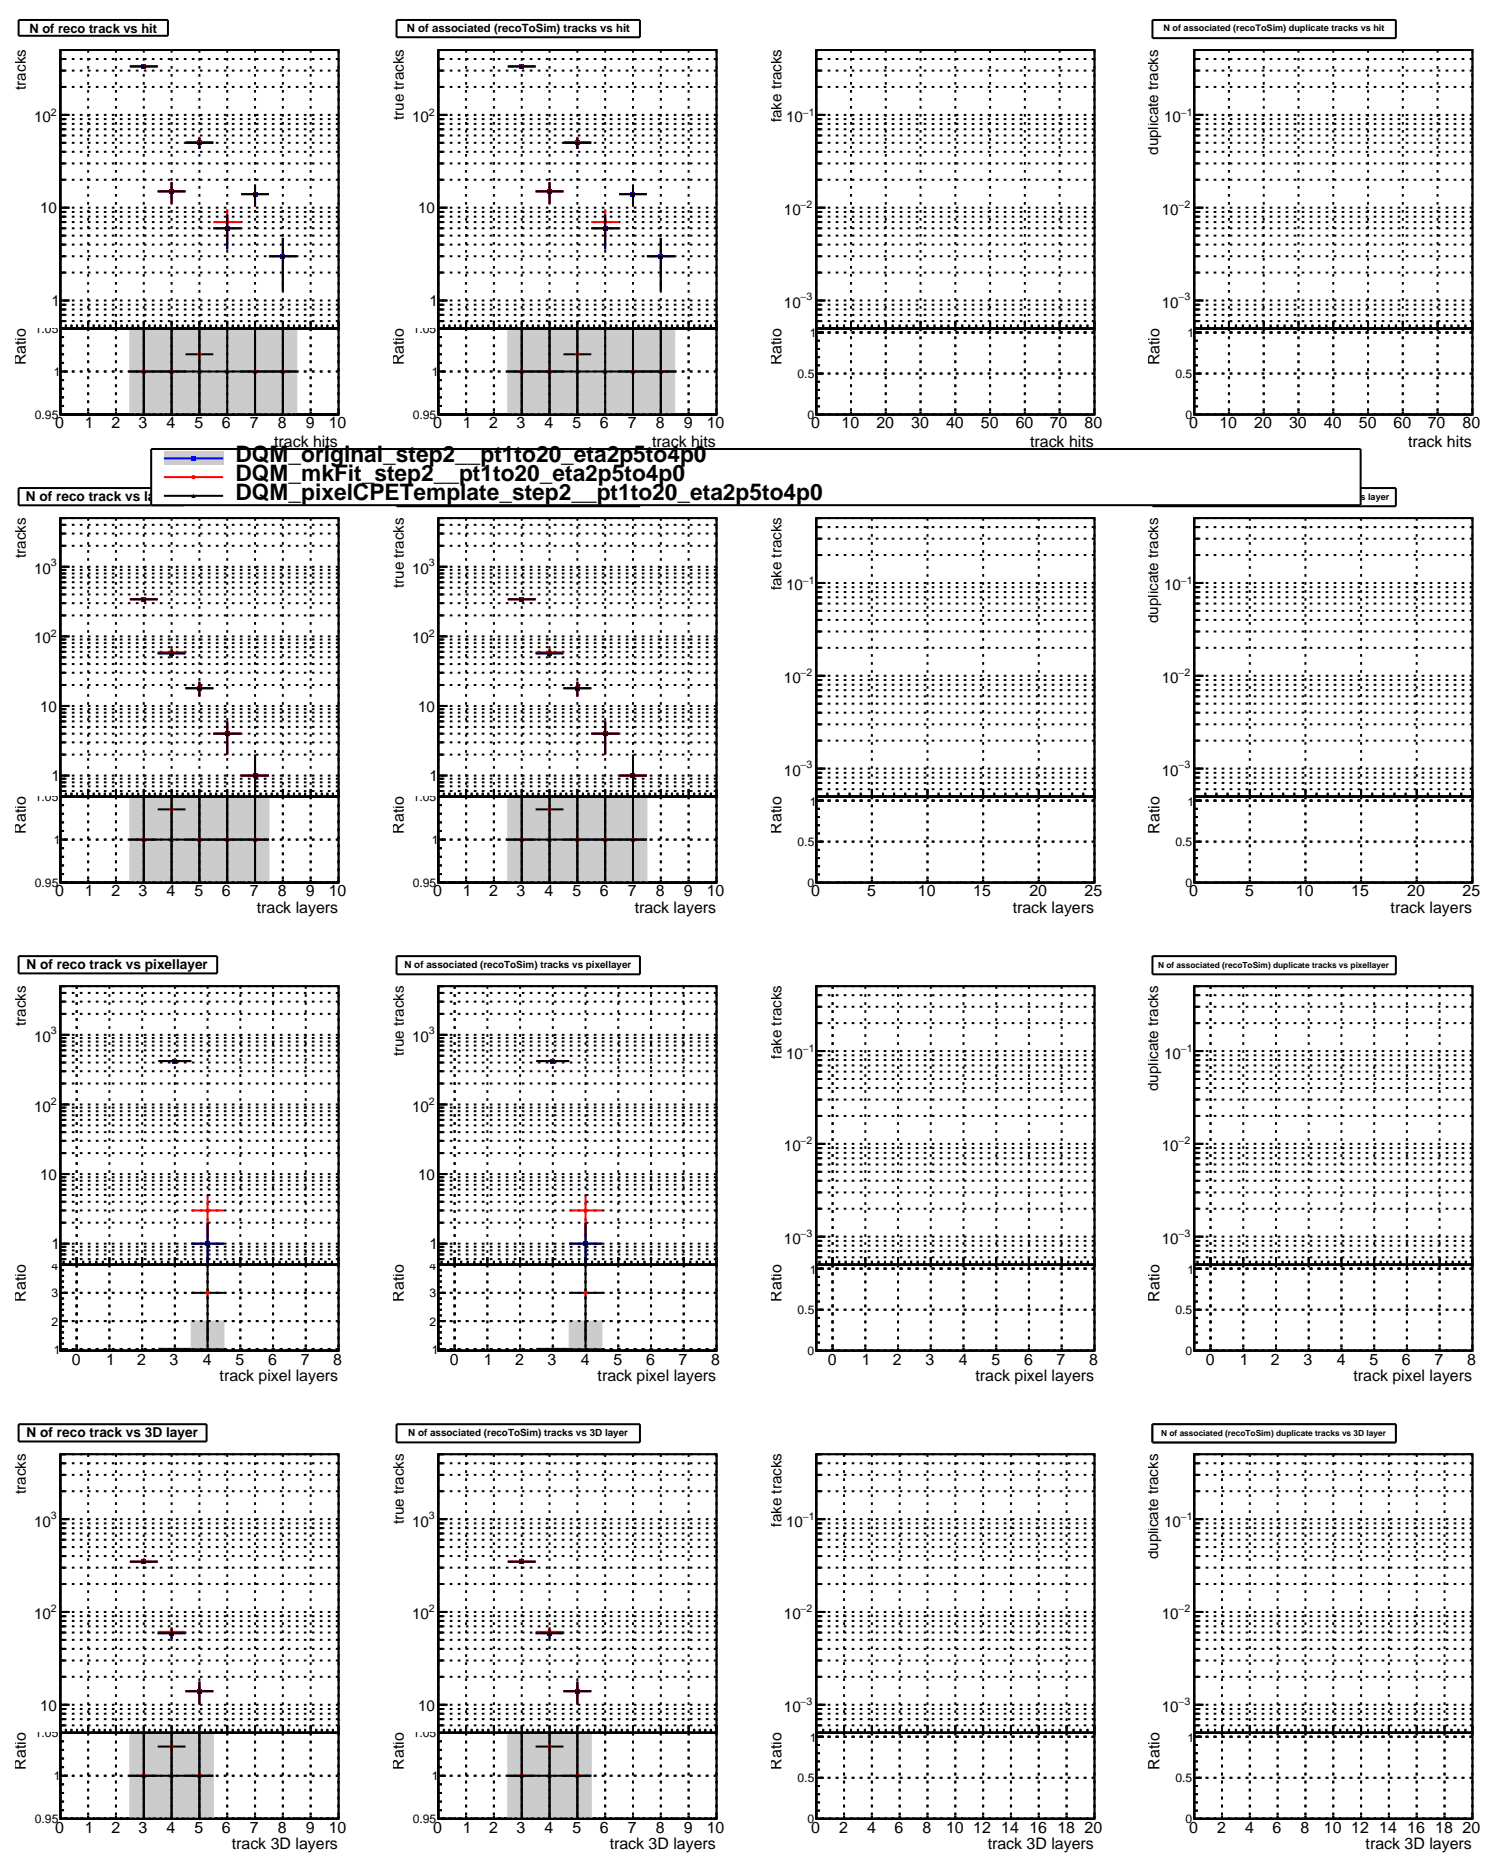 N of reco track vs hit
N of associated (recoToSim) tracks vs hit
N of associated (recoToSim) duplicate tracks vs hit
tracks
true tracks
fake tracks
duplicate tracks
10² 10 1
10² 10 1
10⁻¹ 10⁻² 10⁻³
10⁻¹ 10⁻² 10⁻³
Ratio
Ratio
Ratio
Ratio
1.05 1 0.95
1.05 1 0.95
1 0.5 0
1 0.5 0
0 1 2 3 4 5 6 7 8 9 10
0 1 2 3 4 5 6 7 8 9 10
0 10 20 30 40 50 60 70 80
0 10 20 30 40 50 60 70 80
track hits
track hits
track hits
track hits
DQM_original_step2__pt1to20_eta2p5to4p0
DQM_mkFit_step2__pt1to20_eta2p5to4p0
DQM_pixelCPETemplate_step2__pt1to20_eta2p5to4p0
N of reco track vs
s layer
tracks
true tracks
fake tracks
duplicate tracks
10³ 10² 10 1
10³ 10² 10 1
10⁻¹ 10⁻² 10⁻³
10⁻¹ 10⁻² 10⁻³
Ratio
Ratio
Ratio
Ratio
1.05 1 0.95
1.05 1 0.95
1 0.5 0
1 0.5 0
0 1 2 3 4 5 6 7 8 9 10
0 1 2 3 4 5 6 7 8 9 10
0 5 10 15 20 25
0 5 10 15 20 25
track layers
track layers
track layers
track layers
N of reco track vs pixellayer
N of associated (recoToSim) tracks vs pixellayer
N of associated (recoToSim) duplicate tracks vs pixellayer
tracks
true tracks
fake tracks
duplicate tracks
10³ 10² 10 1
10³ 10² 10 1
10⁻¹ 10⁻² 10⁻³
10⁻¹ 10⁻² 10⁻³
Ratio
Ratio
Ratio
Ratio
4 3 2 1
4 3 2 1
1 0.5 0
1 0.5 0
0 1 2 3 4 5 6 7 8
0 1 2 3 4 5 6 7 8
0 1 2 3 4 5 6 7 8
0 1 2 3 4 5 6 7 8
track pixel layers
track pixel layers
track pixel layers
track pixel layers
N of reco track vs 3D layer
N of associated (recoToSim) tracks vs 3D layer
N of associated (recoToSim) duplicate tracks vs 3D layer
tracks
true tracks
fake tracks
duplicate tracks
10³ 10² 10
10³ 10² 10
10⁻¹ 10⁻² 10⁻³
10⁻¹ 10⁻² 10⁻³
Ratio
Ratio
Ratio
Ratio
1.05 1 0.95
1.05 1 0.95
1 0.5 0
1 0.5 0
0 1 2 3 4 5 6 7 8 9 10
0 1 2 3 4 5 6 7 8 9 10
0 2 4 6 8 10 12 14 16 18 20
0 2 4 6 8 10 12 14 16 18 20
track 3D layers
track 3D layers
track 3D layers
track 3D layers